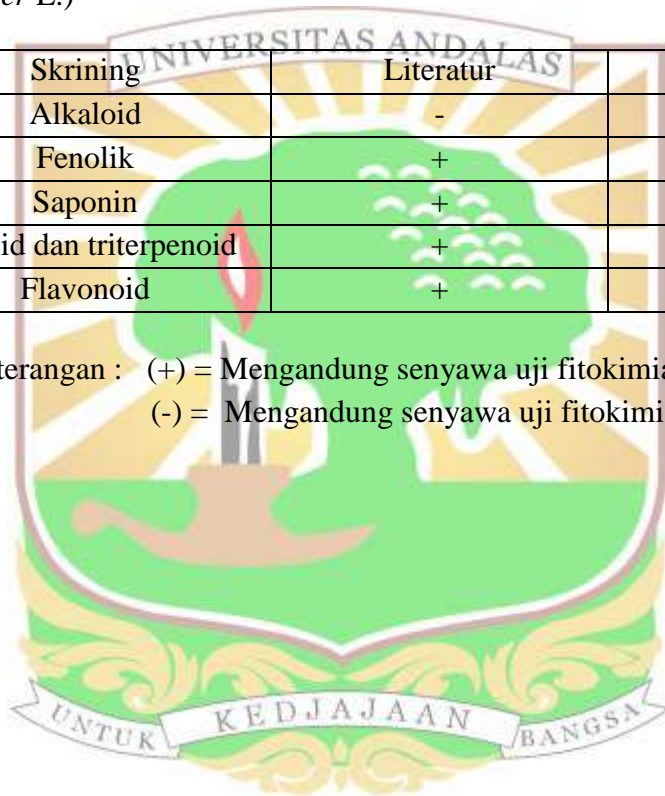 er L.)
UNIVERSITAS ANDALAS
Skrining Literatur
Alkaloid -
Fenolik +
Saponin +
id dan triterpenoid +
Flavonoid +
terangan : (+) = Mengandung senyawa uji fitokimia
(-) = Mengandung senyawa uji fitokimi
UNTUK KEDJAJAAN BANGSA